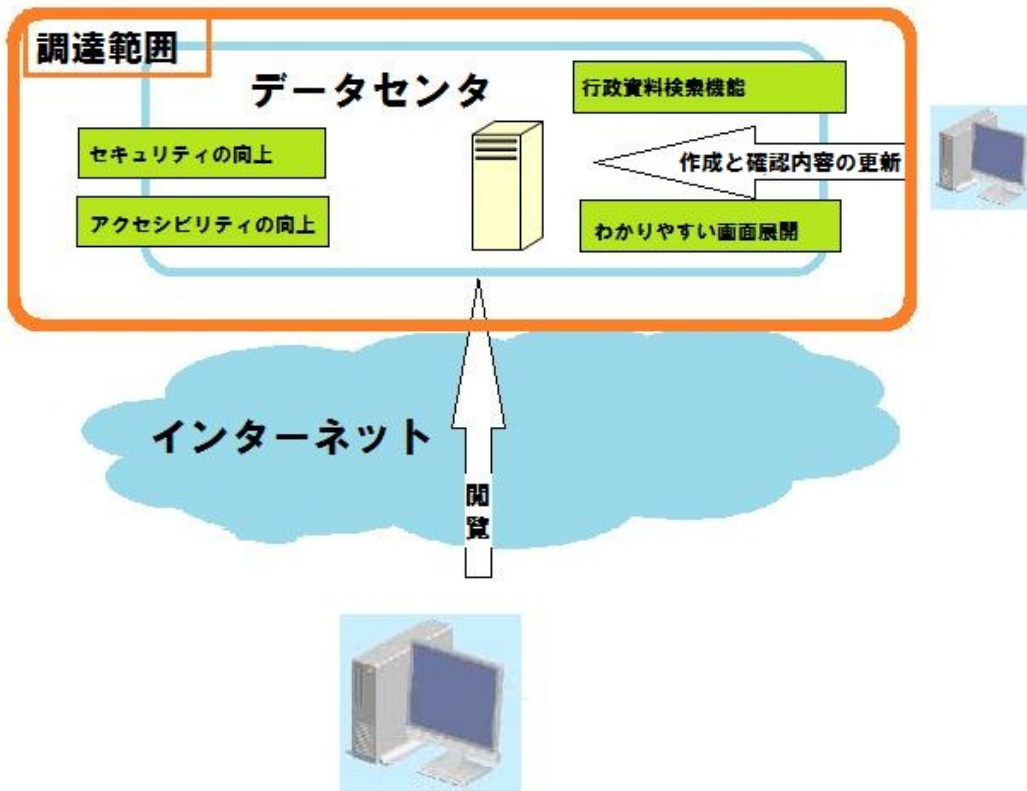 調達範囲
データセンタ
行政資料検索機能
セキュリティの向上
作成と確認内容の更新
アクセシビリティの向上
わかりやすい画面展開
インターネット
閲覧